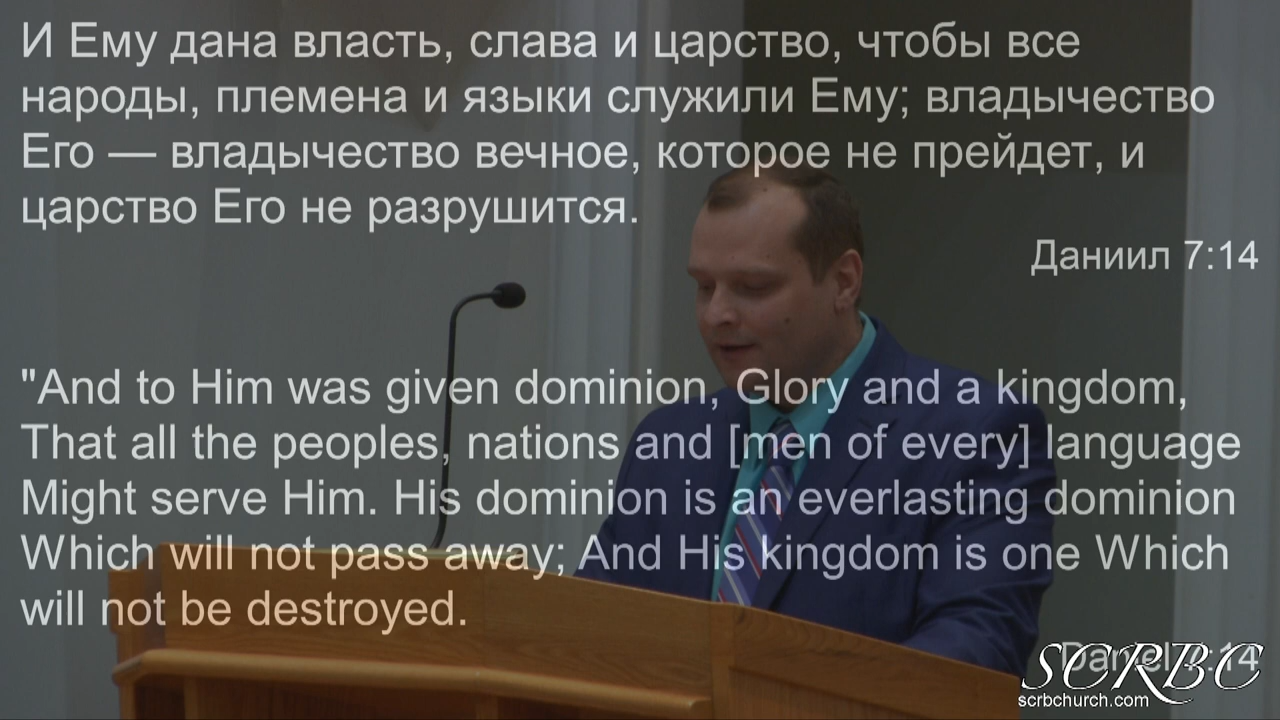 И Ему дана власть, слава и царство, чтобы все
народы, племена и языки служили Ему; владычество
Его — владычество вечное, которое не прейдет, и
царство Его не разрушится.
Даниил 7:14
"And to Him was given dominion, Glory and a kingdom,
That all the peoples, nations and [men of every] language
Might serve Him. His dominion is an everlasting dominion
Which will not pass away; And His kingdom is one Which
will not be destroyed.
Daniel 7:14
SCRBC
scrbchurch.com